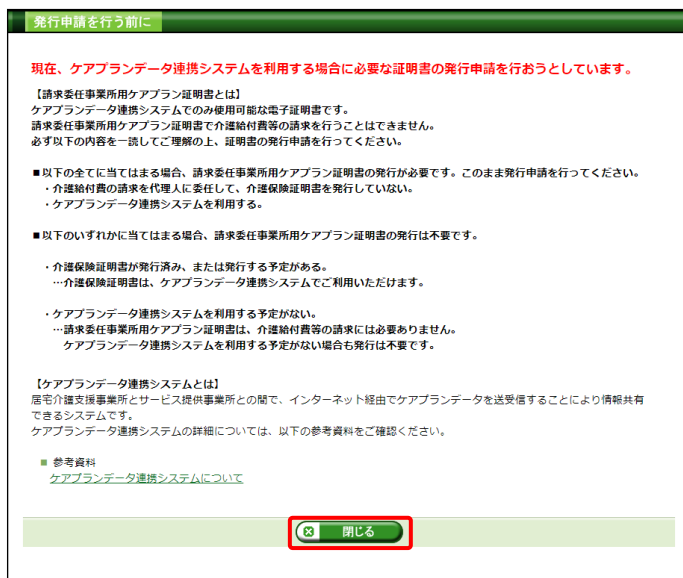 発行申請を行う前に
現在、ケアプランデータ連携システムを利用する場合に必要な証明書の発行申請を行おうとしています。
【請求委任事業所用ケアプラン証明書とは】
ケアプランデータ連携システムでのみ使用可能な電子証明書です。
請求委任事業所用ケアプラン証明書で介護給付費等の請求を行うことはできません。
必ず以下の内容を一読してご理解の上、証明書の発行申請を行ってください。
■以下の全てに当てはまる場合、請求委任事業所用ケアプラン証明書の発行が必要です。このまま発行申請を行ってください。
・介護給付費の請求を代理人に委任して、介護保険証明書を発行していない。
・ケアプランデータ連携システムを利用する。
■以下のいずれかに当てはまる場合、請求委任事業所用ケアプラン証明書の発行は不要です。
・介護保険証明書が発行済み、または発行する予定がある。
…介護保険証明書は、ケアプランデータ連携システムでご利用いただけます。
・ケアプランデータ連携システムを利用する予定がない。
…請求委任事業所用ケアプラン証明書は、介護給付費等の請求には必要ありません。
ケアプランデータ連携システムを利用する予定がない場合も発行は不要です。
【ケアプランデータ連携システムとは】
居宅介護支援事業所とサービス提供事業所との間で、インターネット経由でケアプランデータを送受信することにより情報共有
できるシステムです。
ケアプランデータ連携システムの詳細については、以下の参考資料をご確認ください。
■ 参考資料
ケアプランデータ連携システムについて
閉じる